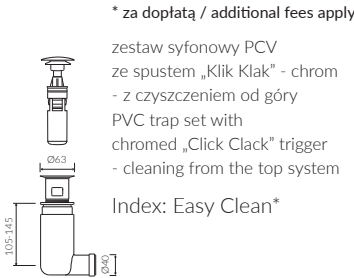 * za dopłatą / additional fees apply
zestaw syfonowy PCV
ze spustem „Klik Klak” - chrom
- z czyszczeniem od góry
PVC trap set with
chromed „Click Clack” trigger
- cleaning from the top system
Index: Easy Clean*
Ø63
105-145
Ø40